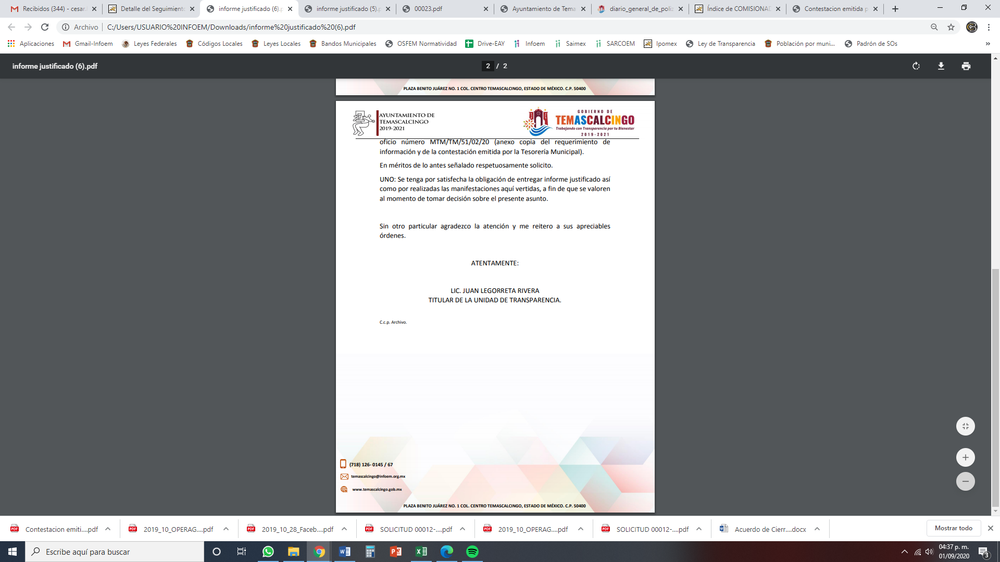 Recibidos (344) - cesar.
Detalle del Seguimiento
informe justificado (6).p
informe justificado (5).p
00023.pdf
Ayuntamiento de Tema
diario_general_de_poliz
Índice de COMISIONAD
Contestacion emitida p
Archivo
C:/Users/USUARIO%20INFOEM/Downloads/informe%20justificado%20(6).pdf
Aplicaciones
Gmail-Infoem
Leyes Federales
Códigos Locales
Leyes Locales
Bandos Municipales
OSFEM Normatividad
Drive-EAY
Infoem
Saimex
SARCOEM
Ipomex
Ley de Transparencia
Población por muni...
Padrón de SOs
»
informe justificado (6).pdf
2 / 2
PLAZA BENITO JUÁREZ NO. 1 COL. CENTRO TEMASCALCINGO, ESTADO DE MÉXICO. C.P. 50400
AYUNTAMIENTO DE
TEMASCALCINGO
2019-2021
GOBIERNO DE
TEMASCALCINGO
Trabajando con Transparencia por tu Bienestar
2019-2021
oficio número MTM/TM/51/02/20 (anexo copia del requerimiento de
información y de la contestación emitida por la Tesorería Municipal).
En méritos de lo antes señalado respetuosamente solicito.
UNO: Se tenga por satisfecha la obligación de entregar informe justificado así
como por realizadas las manifestaciones aquí vertidas, a fin de que se valoren
al momento de tomar decisión sobre el presente asunto.
Sin otro particular agradezco la atención y me reitero a sus apreciables
órdenes.
ATENTAMENTE:
LIC. JUAN LEGORRETA RIVERA
TITULAR DE LA UNIDAD DE TRANSPARENCIA.
C.c.p. Archivo.
(718) 126- 0145 / 67
temascalcingo@infoem.org.mx
www.temascalcingo.gob.mx
PLAZA BENITO JUÁREZ NO. 1 COL. CENTRO TEMASCALCINGO, ESTADO DE MÉXICO. C.P. 50400
Contestacion emiti....pdf
2019_10_OPERAG....pdf
2019_10_28_Faceb....pdf
SOLICITUD 00012-....pdf
2019_10_OPERAG....pdf
SOLICITUD 00012-....pdf
Acuerdo de Cierr....docx
Mostrar todo
Escribe aquí para buscar
04:37 p. m.
01/09/2020
3